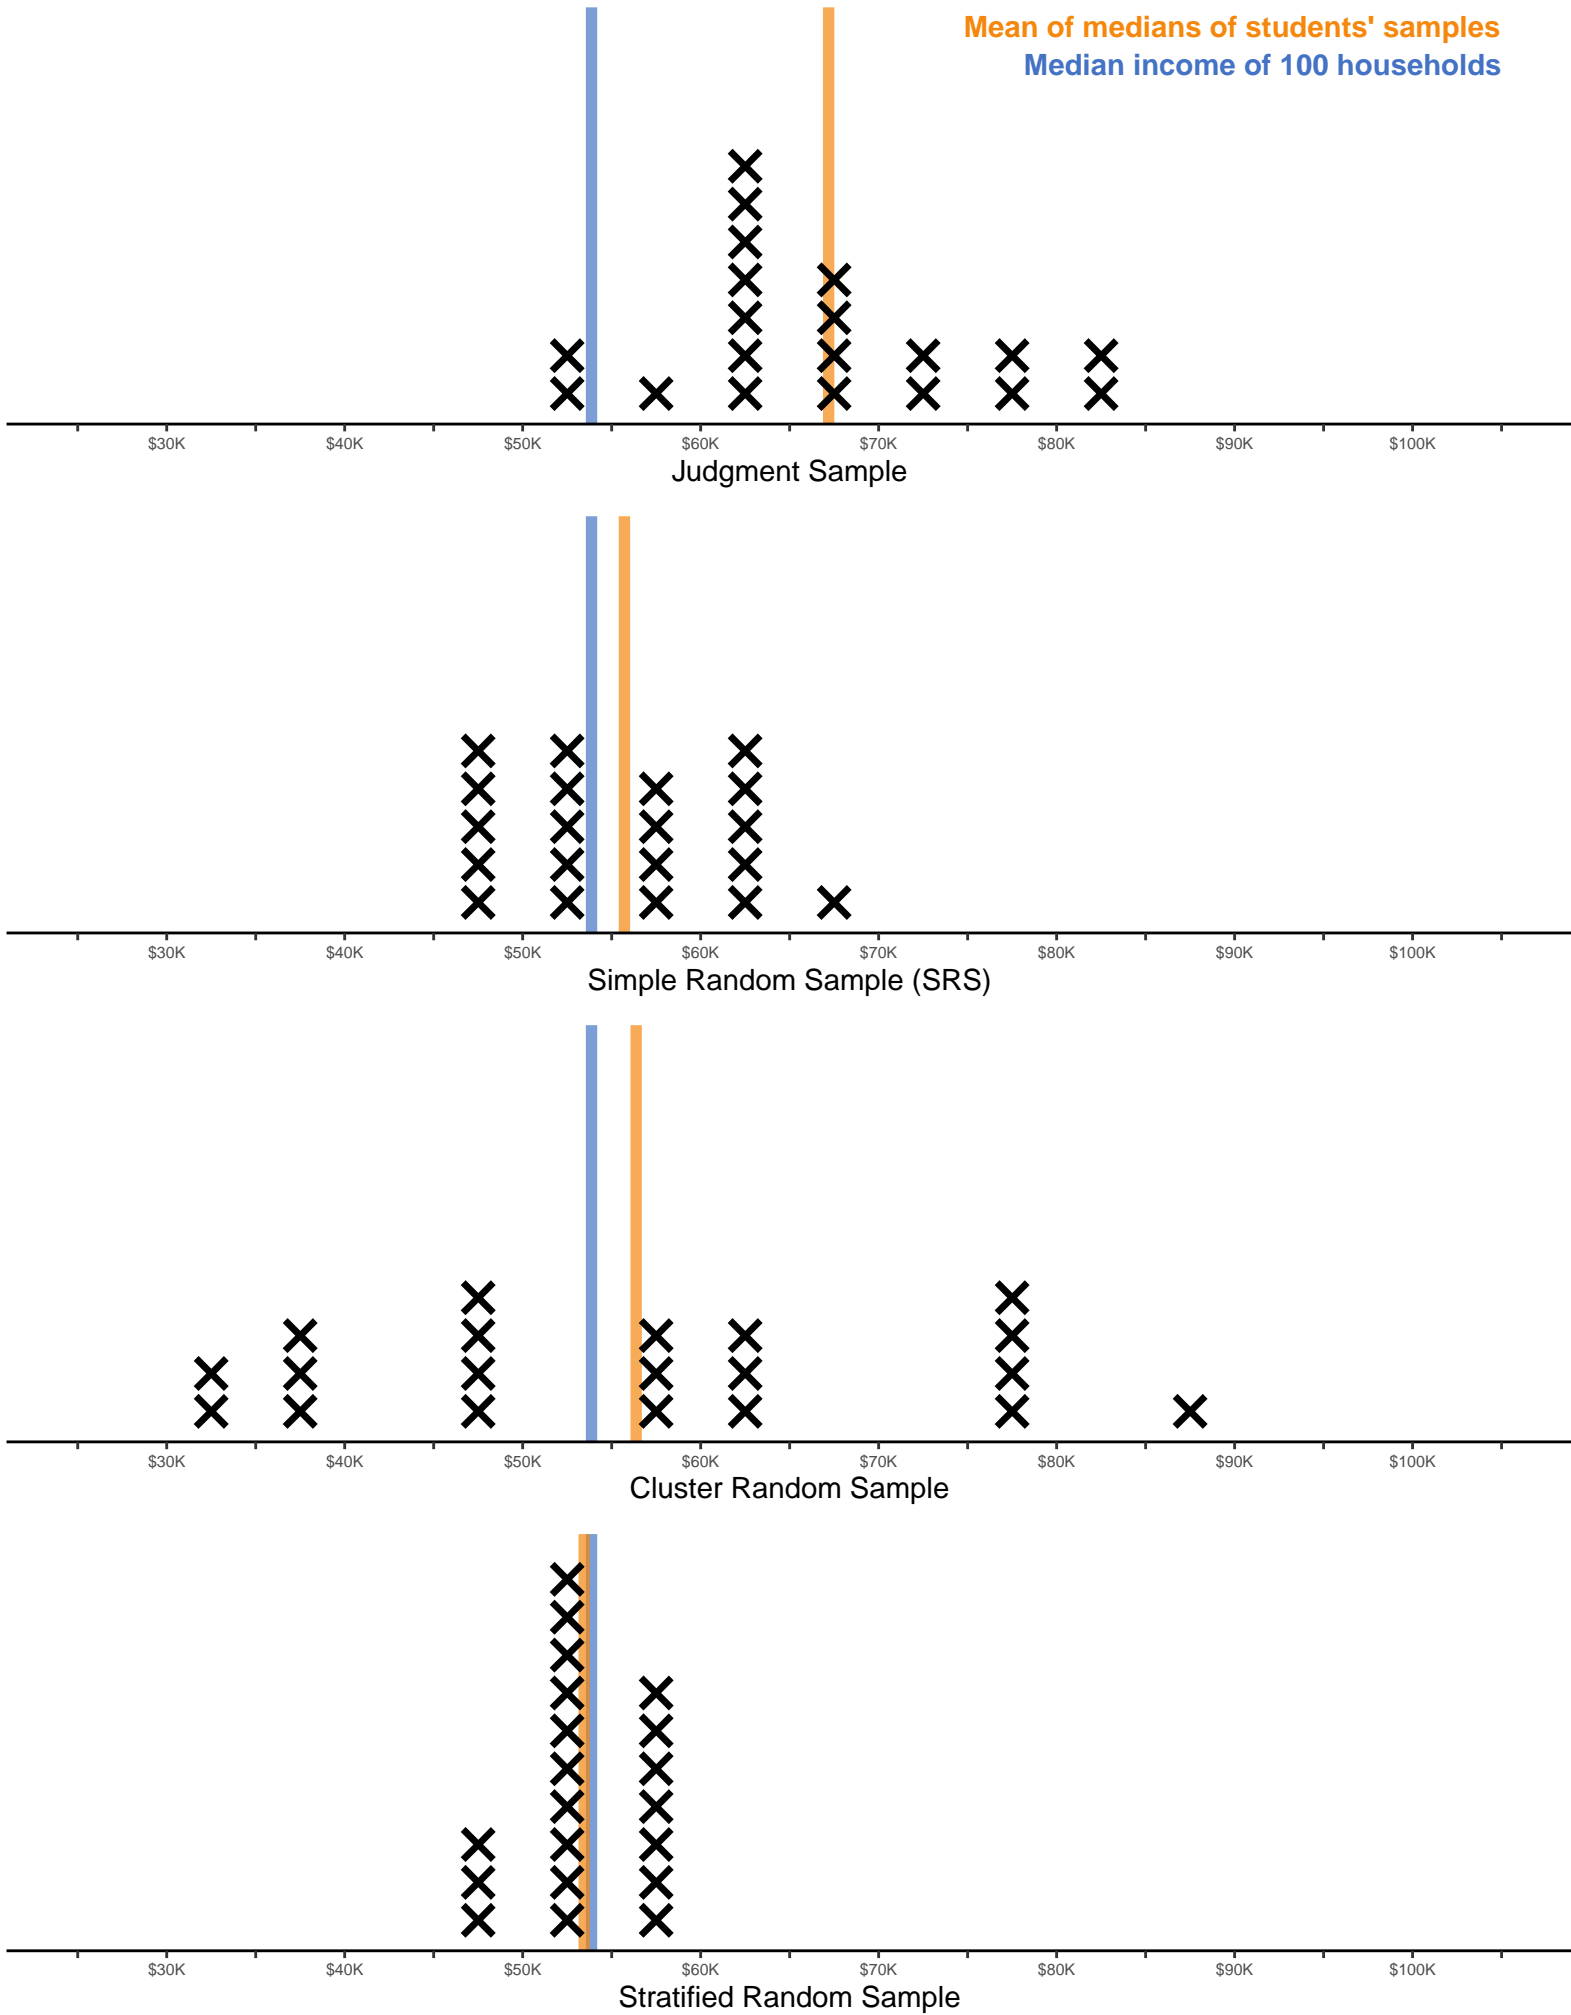 Mean of medians of students' samples
Median income of 100 households
$30K $40K $50K $60K $70K $80K $90K $100K
Judgment Sample
$30K $40K $50K $60K $70K $80K $90K $100K
Simple Random Sample (SRS)
$30K $40K $50K $60K $70K $80K $90K $100K
Cluster Random Sample
$30K $40K $50K $60K $70K $80K $90K $100K
Stratified Random Sample